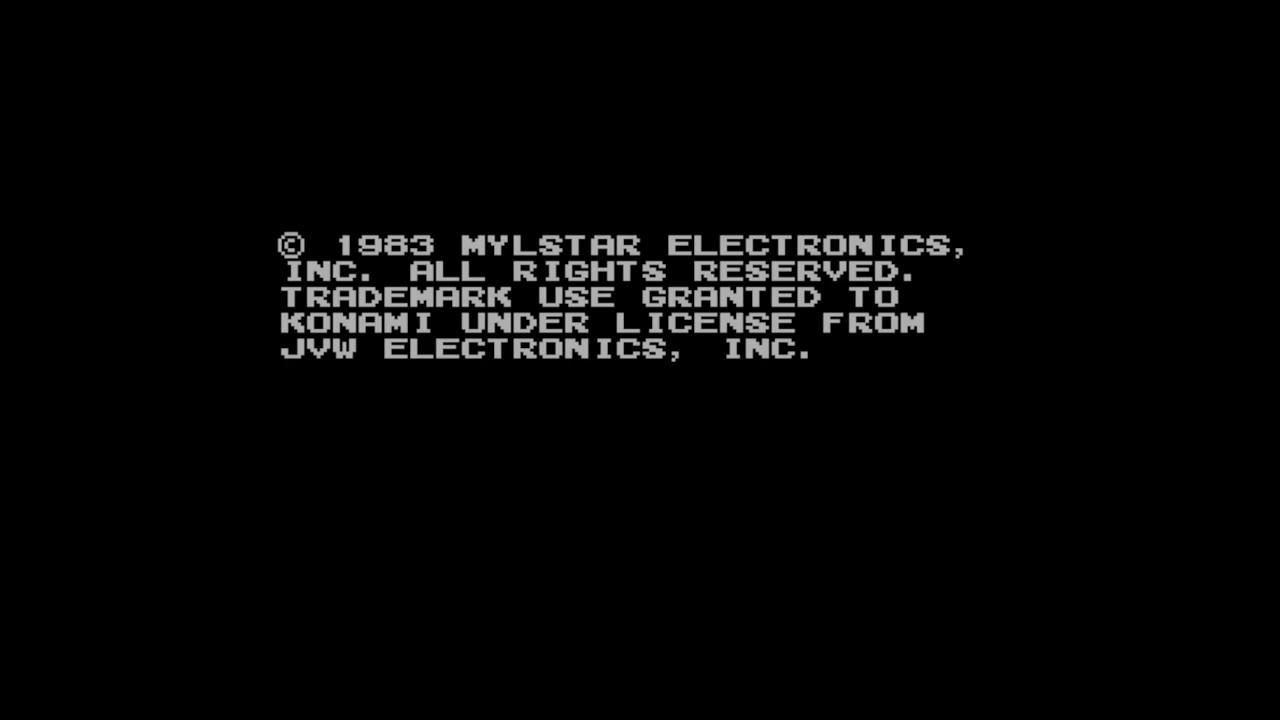 © 1983 MYLSTAR ELECTRONICS,
INC. ALL RIGHTS RESERVED.
TRADEMARK USE GRANTED TO
KONAMI UNDER LICENSE FROM
JVW ELECTRONICS, INC.